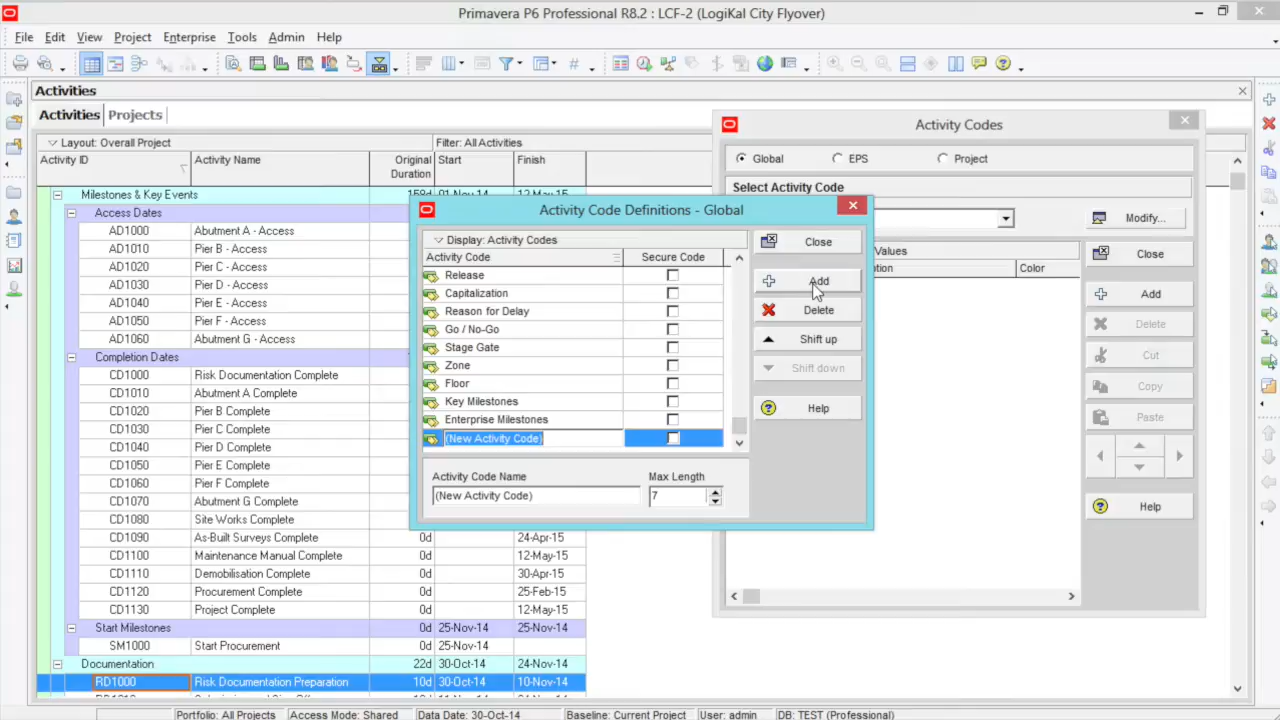 Primavera P6 Professional R8.2 : LCF-2 (LogiKal City Flyover)
File Edit View Project Enterprise Tools Admin Help
Activities
Activities Projects
Layout: Overall Project Filter: All Activities
Activity ID Activity Name Original Duration Start Finish
Milestones & Key Events 158d 01-Nov-14 12-May-15
Access Dates
AD1000 Abutment A - Access
AD1010 Pier B - Access
AD1020 Pier C - Access
AD1030 Pier D - Access
AD1040 Pier E - Access
AD1050 Pier F - Access
AD1060 Abutment G - Access
Completion Dates
CD1000 Risk Documentation Complete
CD1010 Abutment A Complete
CD1020 Pier B Complete
CD1030 Pier C Complete
CD1040 Pier D Complete
CD1050 Pier E Complete
CD1060 Pier F Complete
CD1070 Abutment G Complete
CD1080 Site Works Complete
CD1090 As-Built Surveys Complete 0d 24-Apr-15
CD1100 Maintenance Manual Complete 0d 12-May-15
CD1110 Demobilisation Complete 0d 30-Apr-15
CD1120 Procurement Complete 0d 25-Feb-15
CD1130 Project Complete 0d 12-May-15
Start Milestones 0d 25-Nov-14 25-Nov-14
SM1000 Start Procurement 0d 25-Nov-14
Documentation 22d 30-Oct-14 24-Nov-14
RD1000 Risk Documentation Preparation 10d 30-Oct-14 10-Nov-14
Activity Codes
Global EPS Project
Select Activity Code
Modify...
Values
Color
Close
Add
Delete
Cut
Copy
Paste
Help
Activity Code Definitions - Global
Display: Activity Codes
Activity Code Secure Code
Release
Capitalization
Reason for Delay
Go / No-Go
Stage Gate
Zone
Floor
Key Milestones
Enterprise Milestones
(New Activity Code)
Activity Code Name Max Length
(New Activity Code) 7
Close
Add
Delete
Shift up
Shift down
Help
Portfolio: All Projects Access Mode: Shared Data Date: 30-Oct-14 Baseline: Current Project User: admin DB: TEST (Professional)